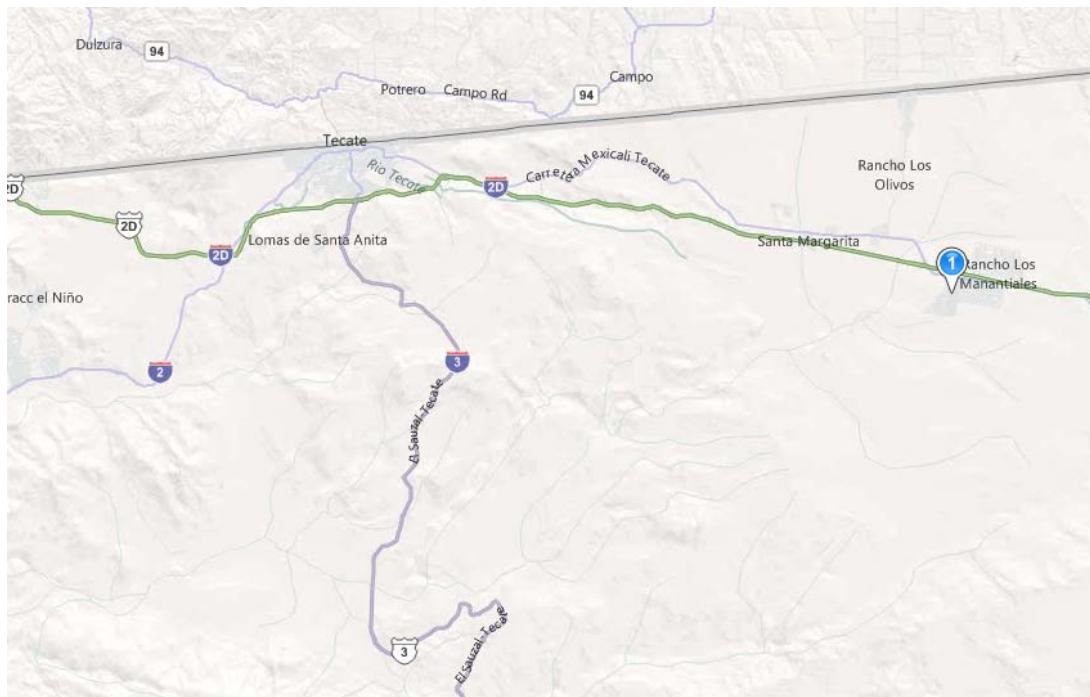 Dulzura
94
Potrero
Campo Rd
94
Campo
Tecate
Rio Tecate
2D
Carretera Mexicali Tecate
Rancho Los
Olivos
2D
2D
2D
Lomas de Santa Anita
Santa Margarita
1
Rancho Los
Manantiales
racc el Niño
2
3
El Sauzal-Tecate
3
El Sauzal-Tecate